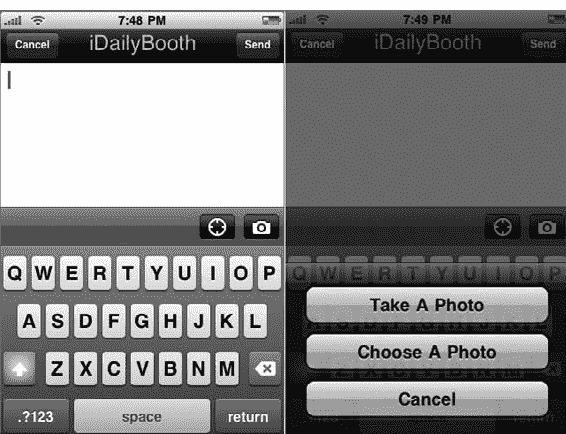 7:48 PM
Cancel iDailyBooth Send
Q W E R T Y U I O P
A S D F G H J K L
Z X C V B N M
.?123 space return
7:49 PM
Cancel iDailyBooth Send
Q W E R T Y U I O P
Take A Photo
Choose A Photo
Cancel